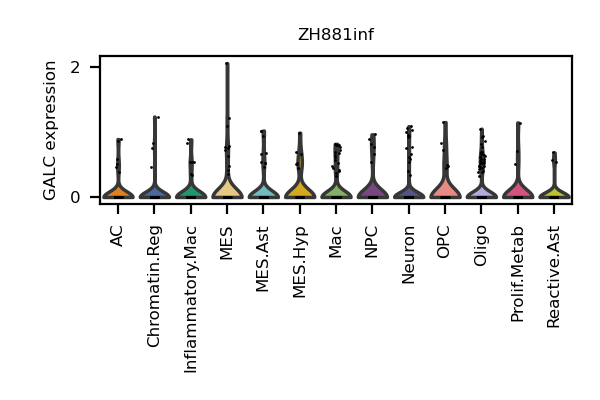 ZH881inf
GALC expression
2
0
AC
Chromatin.Reg
Inflammatory.Mac
MES
MES.Ast
MES.Hyp
Mac
NPC
Neuron
OPC
Oligo
Prolif.Metab
Reactive.Ast